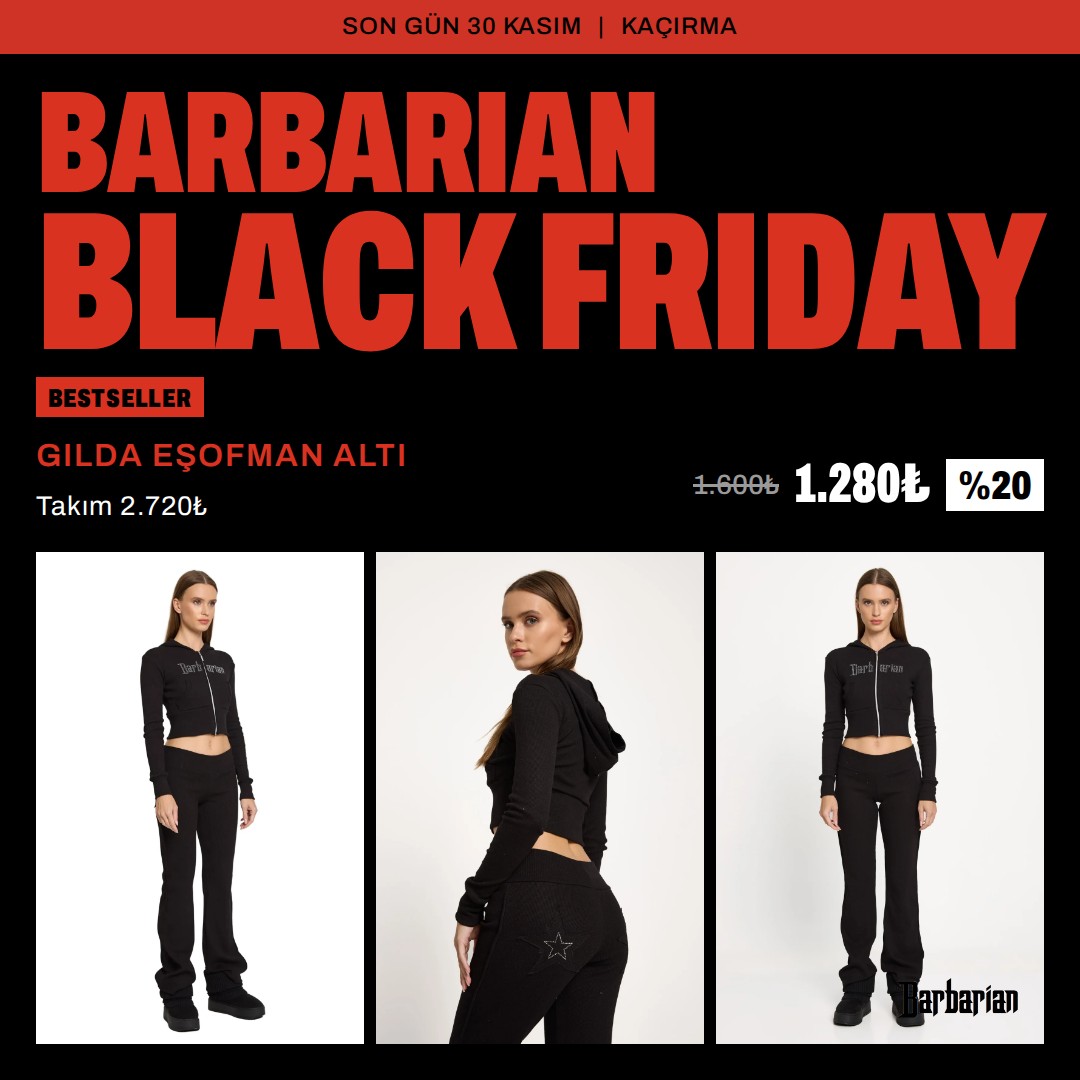 SON GÜN 30 KASIM | KAÇIRMA
BARBARIAN
BLACK FRIDAY
BESTSELLER
GILDA EŞOFMAN ALTI
Takım 2.720₺
1.600₺ 1.280₺ %20
Barbarian
Barbarian
Barbarian